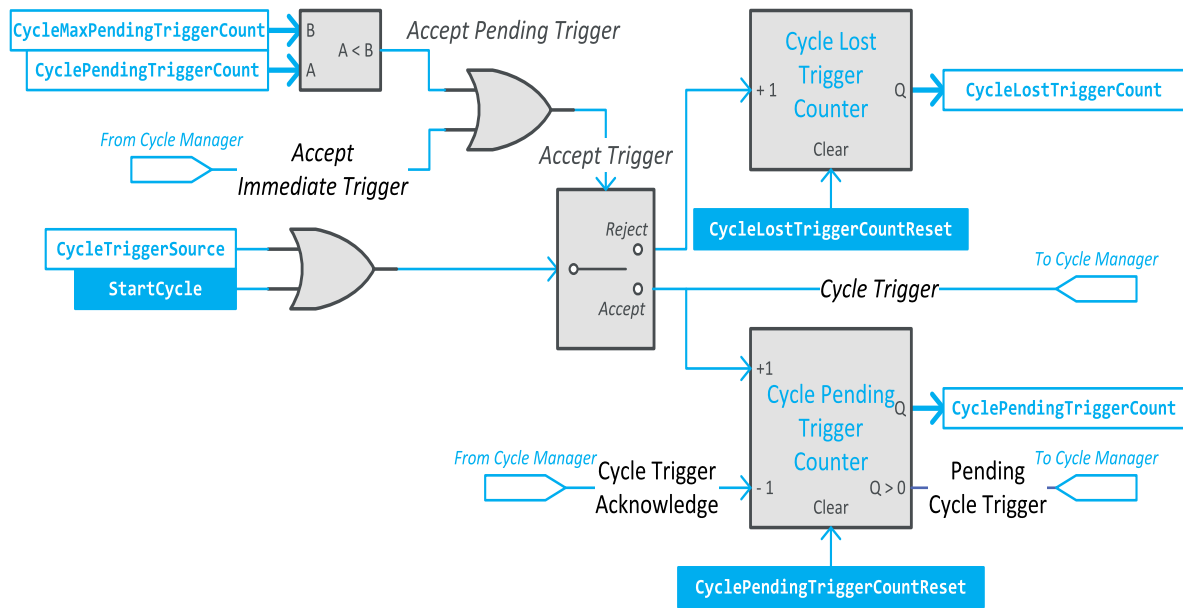 CycleMaxPendingTriggerCount
B
A < B
CyclePendingTriggerCount
A
Accept Pending Trigger
From Cycle Manager
Accept
Immediate Trigger
Accept Trigger
CycleTriggerSource
StartCycle
Reject
Accept
Cycle Lost
Trigger
Counter
+ 1
Q
Clear
CycleLostTriggerCount
CycleLostTriggerCountReset
To Cycle Manager
Cycle Trigger
+1
Cycle Pending
Trigger
Counter
Q
CyclePendingTriggerCount
From Cycle Manager
Cycle Trigger
Acknowledge
- 1
Q > 0
Clear
Pending
Cycle Trigger
To Cycle Manager
CyclePendingTriggerCountReset